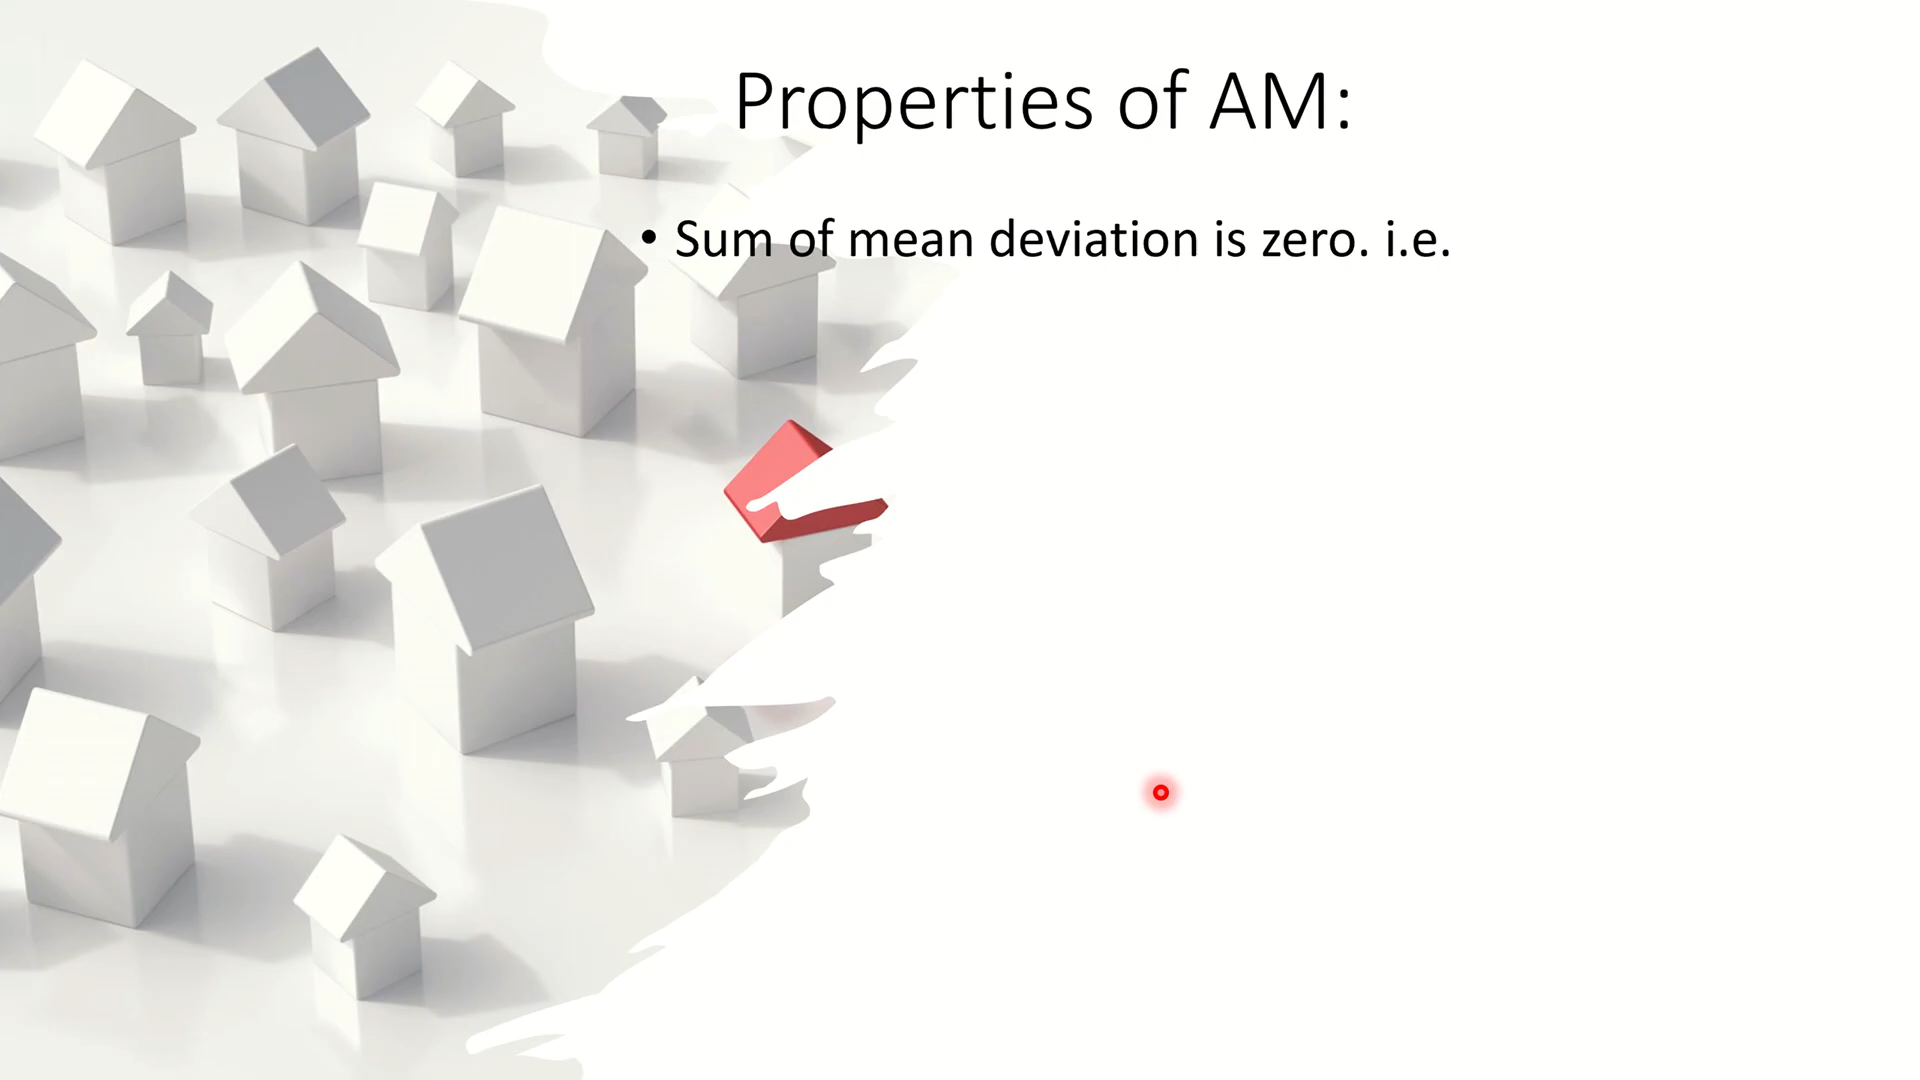 Properties of AM:
• Sum of mean deviation is zero. i.e.